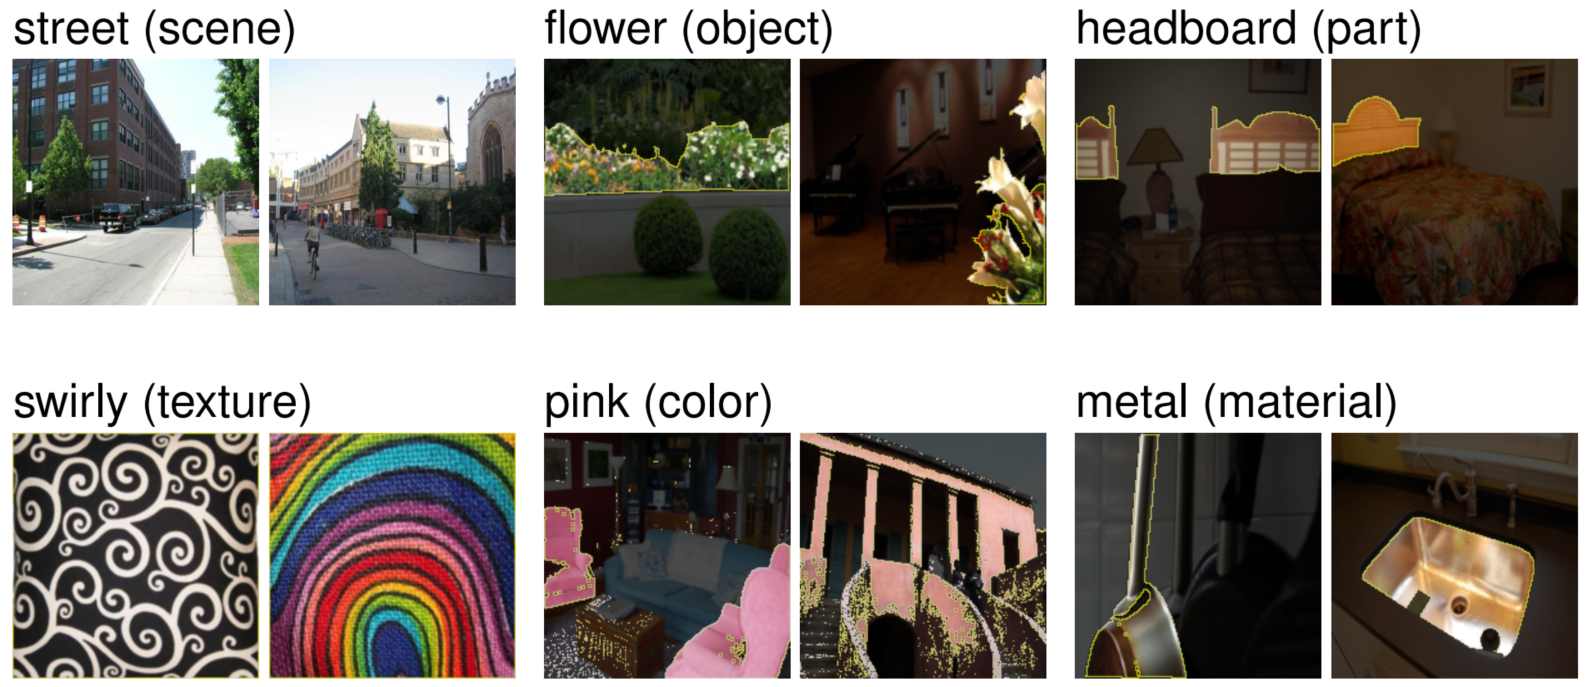 street (scene)
flower (object)
headboard (part)
swirly (texture)
pink (color)
metal (material)